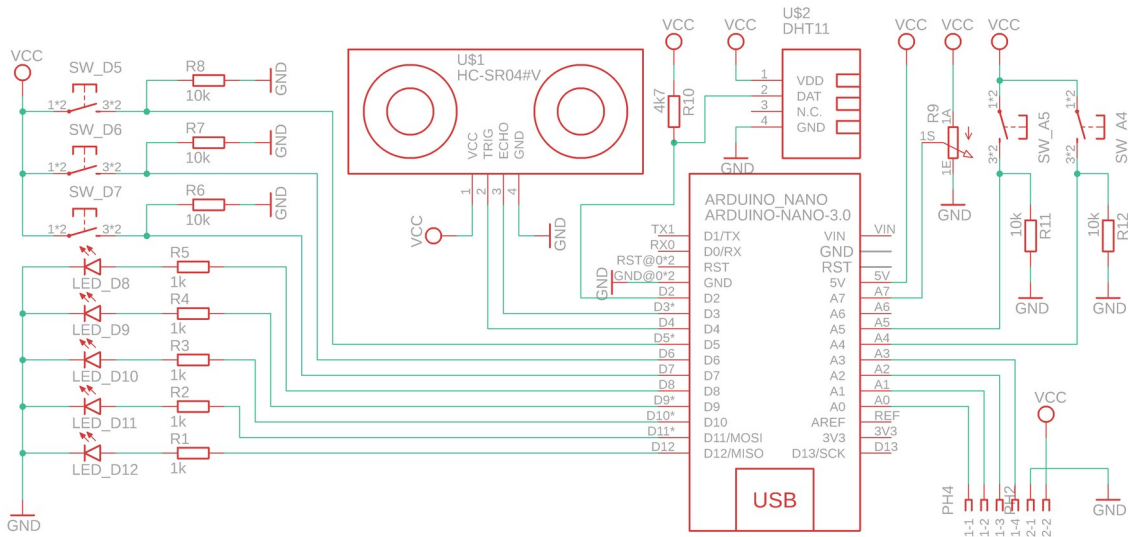 VCC
SW_D5
1*2
3*2
R8
10k
GND
SW_D6
1*2
3*2
R7
10k
GND
SW_D7
1*2
3*2
R6
10k
GND
LED_D8
R5
1k
LED_D9
R4
1k
LED_D10
R3
1k
LED_D11
R2
1k
LED_D12
R1
1k
GND
U$1
HC-SR04#V
VCC
TRIG
ECHO
GND
1
2
3
4
VCC
GND
VCC
4k7
R10
VCC
U$2
DHT11
1 VDD
2 DAT
3 N.C.
4 GND
GND
ARDUINO_NANO
ARDUINO-NANO-3.0
TX1 D1/TX
RX0 D0/RX
RST@0*2 RST
GND GND@0*2 GND
D2 D2
D3* D3
D4 D4
D5* D5
D6 D6
D7 D7
D8 D8
D9* D9
D10* D10
D11* D11/MOSI
D12 D12/MISO
VIN VIN
GND
RST
5V 5V
A7 A7
A6 A6
A5 A5
A4 A4
A3 A3
A2 A2
A1 A1
A0 A0
AREF REF
3V3 3V3
D13/SCK D13
USB
VCC
VCC
R9
1A
1S
1E
GND
VCC
1*2
3*2
SW_A5
1*2
3*2
SW_A4
10k
R11
GND
10k
R12
GND
VCC
GND
PH4
1-1
1-2
1-3
1-4
PH2
2-1
2-2